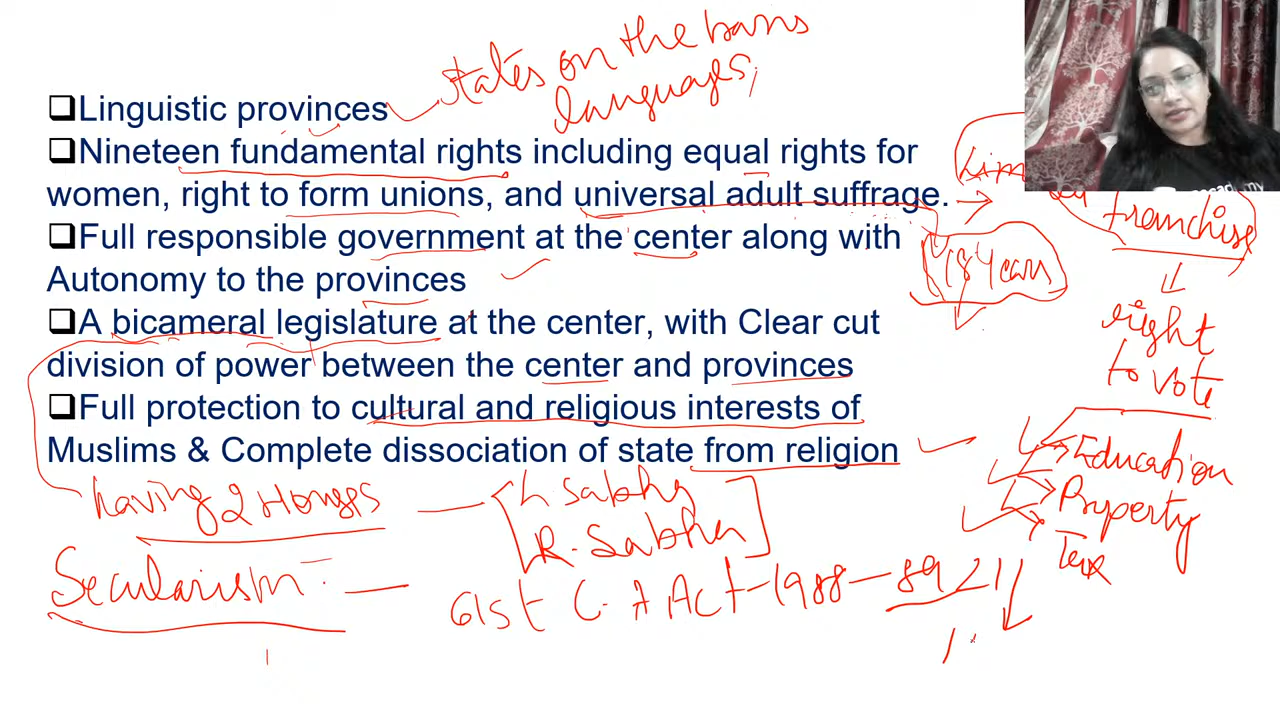 States on the basis
languages,
❑Linguistic provinces
❑Nineteen fundamental rights including equal rights for
women, right to form unions, and universal adult suffrage.
❑Full responsible government at the center along with
Autonomy to the provinces
❑A bicameral legislature at the center, with Clear cut
division of power between the center and provinces
❑Full protection to cultural and religious interests of
Muslims & Complete dissociation of state from religion
franchise
18 Years
right
to vote
Education
Property
Tax
having 2 Houses
L Sabha
R. Sabha
Secularism
61st C. A Act - 1988 - 89 21